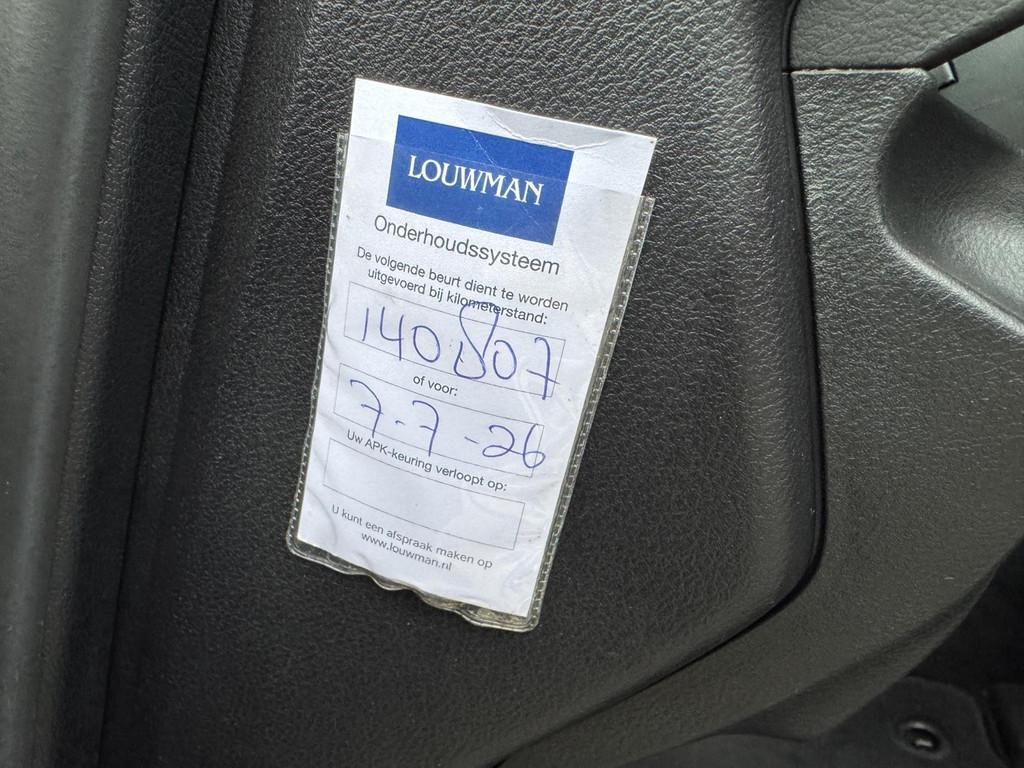 LOUWMAN
Onderhoudssysteem
De volgende beurt dient te worden
uitgevoerd bij kilometerstand:
140807
of voor:
7-7-26
Uw APK-keuring verloopt op:
U kunt een afspraak maken op
www.louwman.nl